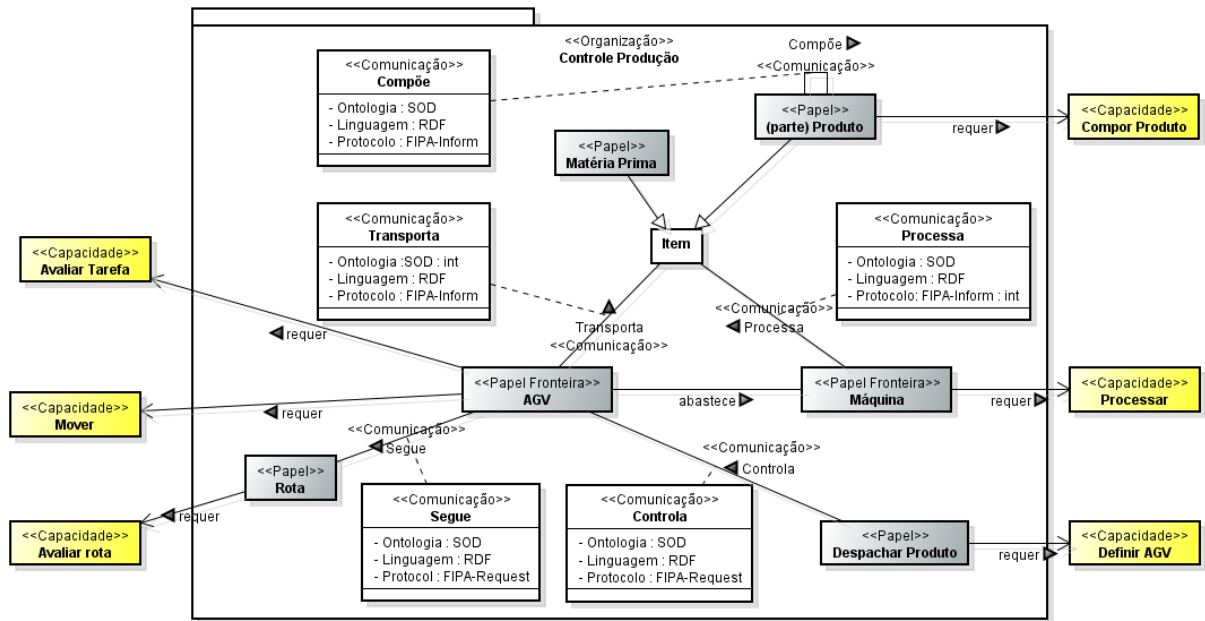 <<Organização>>
Controle Produção
<<Comunicação>>
Compõe
- Ontologia : SOD
- Linguagem : RDF
- Protocolo : FIPA-Inform
Compõe
<<Comunicação>>
<<Papel>>
(parte) Produto
requer
<<Capacidade>>
Compor Produto
<<Papel>>
Matéria Prima
<<Comunicação>>
Transporta
- Ontologia :SOD : int
- Linguagem : RDF
- Protocolo : FIPA-Inform
Item
<<Comunicação>>
Processa
- Ontologia : SOD
- Linguagem : RDF
- Protocolo: FIPA-Inform : int
<<Capacidade>>
Avaliar Tarefa
requer
Transporta
<<Comunicação>>
<<Comunicação>>
Processa
<<Papel Fronteira>>
AGV
abastece
<<Papel Fronteira>>
Máquina
requer
<<Capacidade>>
Processar
<<Capacidade>>
Mover
requer
<<Comunicação>>
Segue
<<Comunicação>>
Controla
<<Papel>>
Rota
requer
<<Capacidade>>
Avaliar rota
<<Comunicação>>
Segue
- Ontologia : SOD
- Linguagem : RDF
- Protocol : FIPA-Request
<<Comunicação>>
Controla
- Ontologia : SOD
- Linguagem : RDF
- Protocolo : FIPA-Request
<<Papel>>
Despachar Produto
requer
<<Capacidade>>
Definir AGV